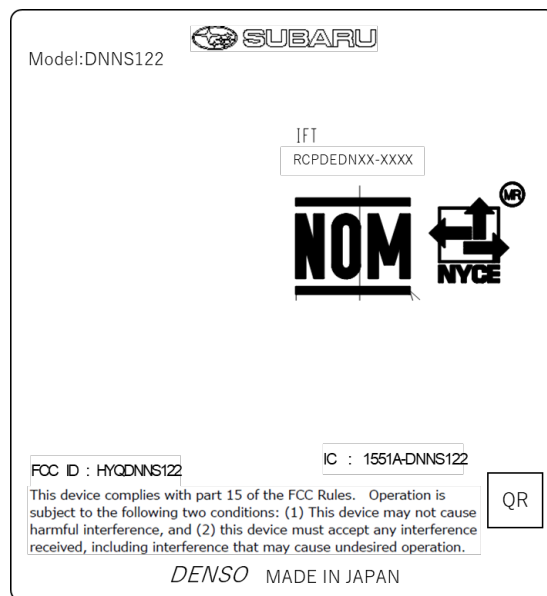 SUBARU
Model:DNNS122
IFT
RCPDEDNXX-XXXX
NOM
MR
NYCE
IC : 1551A-DNNS122
FCC ID : HYQDNNS122
This device complies with part 15 of the FCC Rules. Operation is
subject to the following two conditions: (1) This device may not cause
harmful interference, and (2) this device must accept any interference
received, including interference that may cause undesired operation.
QR
DENSO MADE IN JAPAN